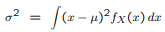 σ² = ∫(x − μ)² f_X(x) dx